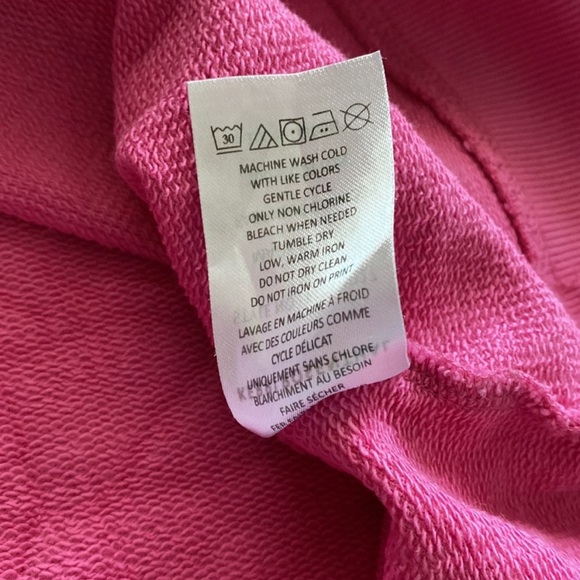 30
MACHINE WASH COLD
WITH LIKE COLORS
GENTLE CYCLE
ONLY NON CHLORINE
BLEACH WHEN NEEDED
TUMBLE DRY
LOW, WARM IRON
DO NOT DRY CLEAN
DO NOT IRON ON PRINT
LAVAGE EN MACHINE À FROID
AVEC DES COULEURS COMME
CYCLE DÉLICAT
UNIQUEMENT SANS CHLORE
BLANCHIMENT AU BESOIN
FAIRE SÉCHER